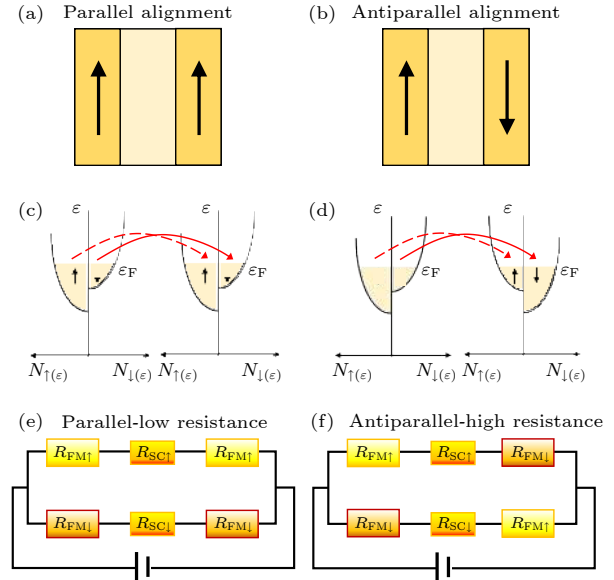 (a) Parallel alignment
(b) Antiparallel alignment
(c) ε ε
εF εF
N↑(ε) N↓(ε) N↑(ε) N↓(ε)
(d) ε ε
εF εF
N↑(ε) N↓(ε) N↑(ε) N↓(ε)
(e) Parallel-low resistance
RFM↑ RSC↑ RFM↑
RFM↓ RSC↓ RFM↓
(f) Antiparallel-high resistance
RFM↑ RSC↑ RFM↓
RFM↓ RSC↓ RFM↑